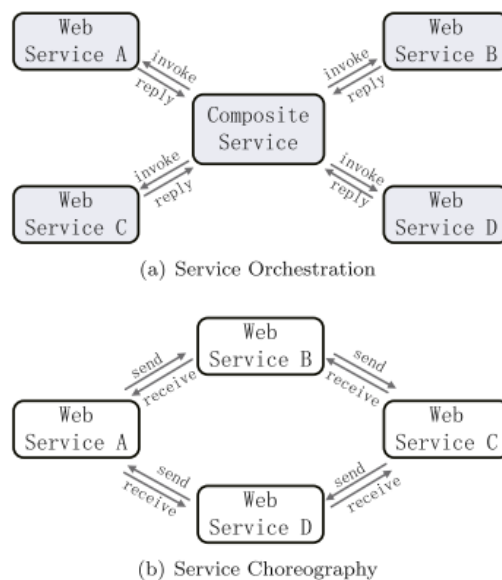 Web
Service A
Web
Service B
invoke
reply
invoke
reply
Composite
Service
invoke
reply
invoke
reply
Web
Service C
Web
Service D
(a) Service Orchestration
Web
Service B
send
receive
send
receive
Web
Service A
Web
Service C
send
receive
send
receive
Web
Service D
(b) Service Choreography